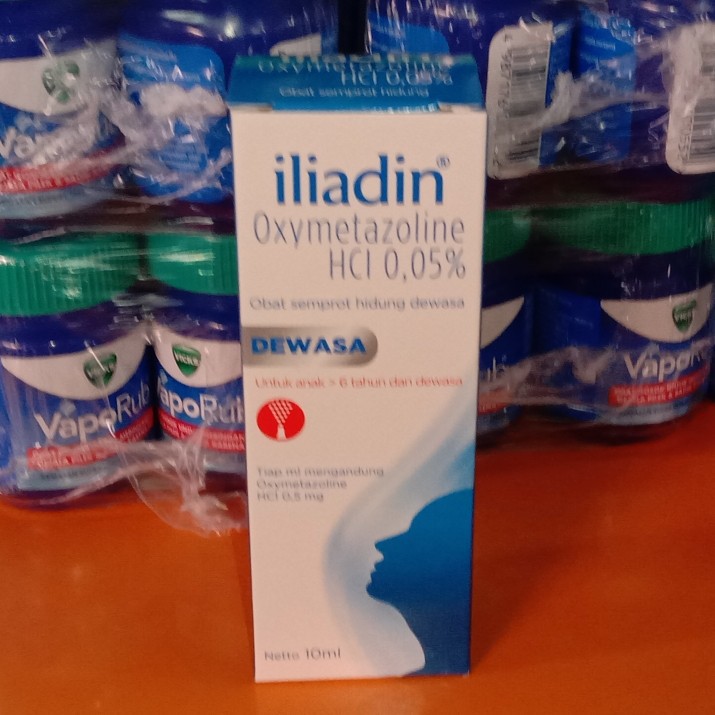 Oxymetazoline
HCl 0,05%
Obat semprot hidung
iliadin®
Oxymetazoline
HCl 0,05%
Obat semprot hidung dewasa
DEWASA
Untuk anak > 6 tahun dan dewasa
Tiap ml mengandung
Oxymetazoline
HCl 0.5 mg
Netto 10ml
VICKS
VapoRub
VICKS
VapoRub
VICKS
VapoRub